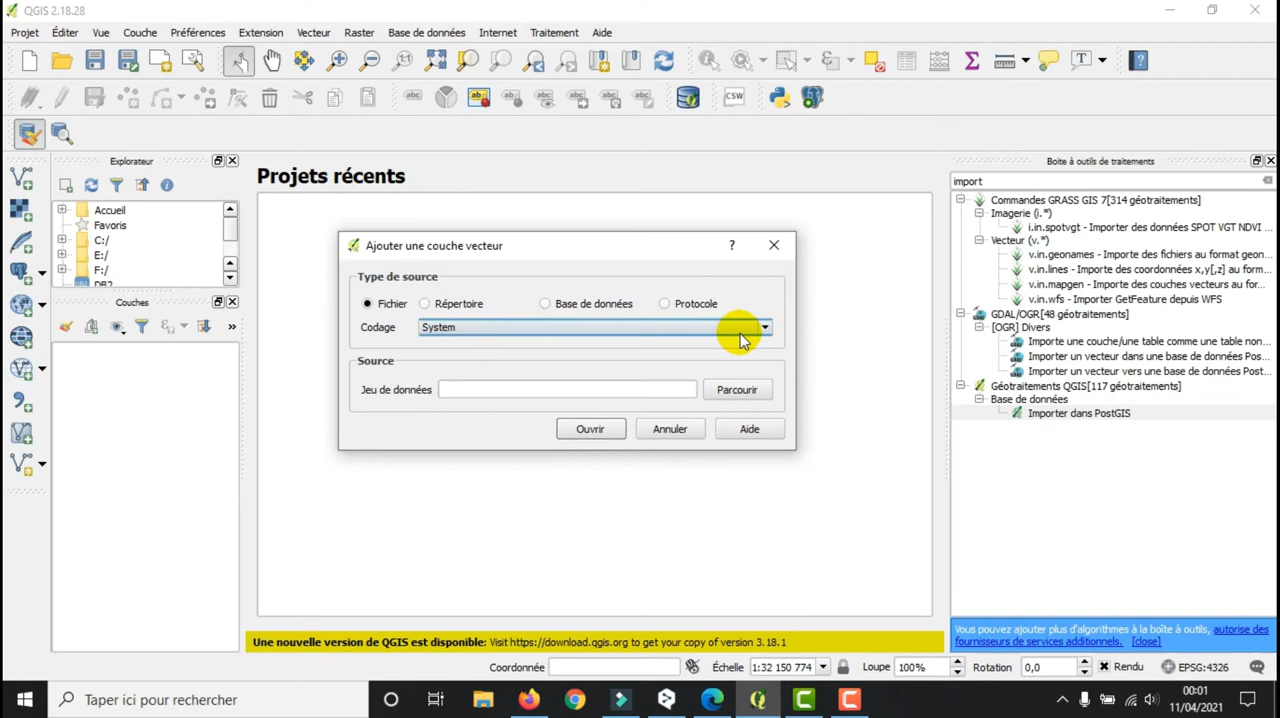 QGIS 2.18.28
Projet Éditer Vue Couche Préférences Extension Vecteur Raster Base de données Internet Traitement Aide
Explorateur
Accueil
Favoris
C:/
E:/
F:/
DB2
Couches
Projets récents
Ajouter une couche vecteur
Type de source
Fichier Répertoire Base de données Protocole
Codage System
Source
Jeu de données Parcourir
Ouvrir Annuler Aide
Boite à outils de traitements
import
Commandes GRASS GIS 7[314 géotraitements]
Imagerie (i.*)
i.in.spotvgt - Importer des données SPOT VGT NDVI ...
Vecteur (v.*)
v.in.geonames - Importe des fichiers au format geon...
v.in.lines - Importe des coordonnées x,y[,z] au form...
v.in.mapgen - Importe des couches vecteurs au for...
v.in.wfs - Importer GetFeature depuis WFS
GDAL/OGR[48 géotraitements]
[OGR] Divers
Importe une couche/une table comme une table non...
Importer un vecteur dans une base de données Pos...
Importer un vecteur vers une base de données Post...
Géotraitements QGIS[117 géotraitements]
Base de données
Importer dans PostGIS
Vous pouvez ajouter plus d'algorithmes à la boîte à outils, autorise des fournisseurs de services additionnels. [close]
Une nouvelle version de QGIS est disponible: Visit https://download.qgis.org to get your copy of version 3.18.1
Coordonnée Échelle 1:32 150 774 Loupe 100% Rotation 0,0 Rendu EPSG:4326
Taper ici pour rechercher
00:01
11/04/2021